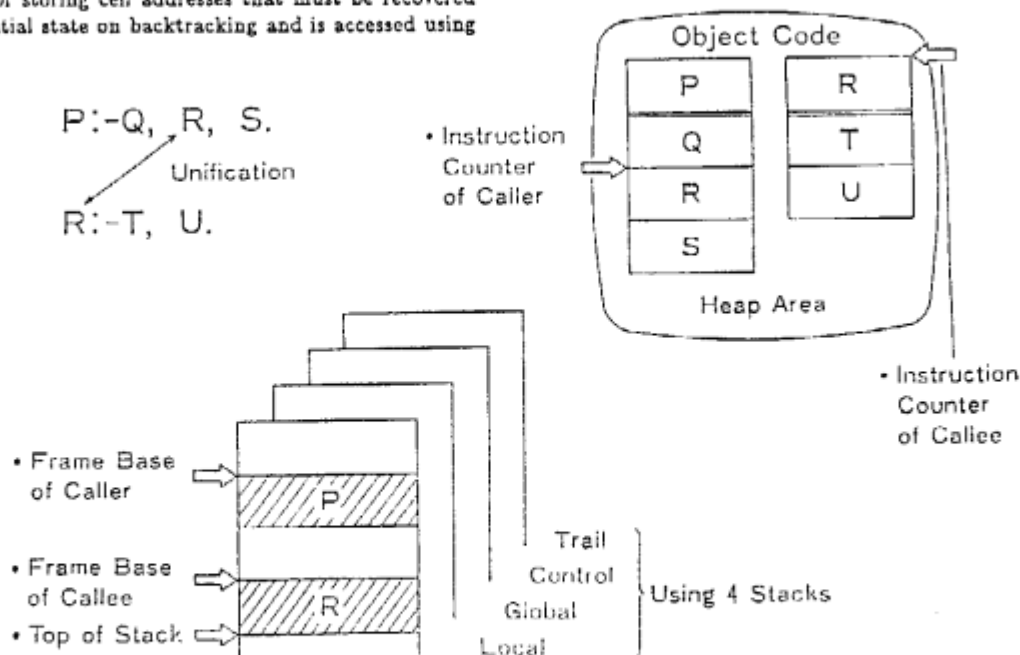 of storing cell addresses that must be recovered
tial state on backtracking and is accessed using
P:-Q, R, S.
Unification
R:-T, U.
Object Code
P
Q
R
S
R
T
U
Heap Area
• Instruction
Counter
of Caller
• Instruction
Counter
of Callee
• Frame Base
of Caller
P
• Frame Base
of Callee
R
• Top of Stack
Trail
Control
Global
Local
Using 4 Stacks